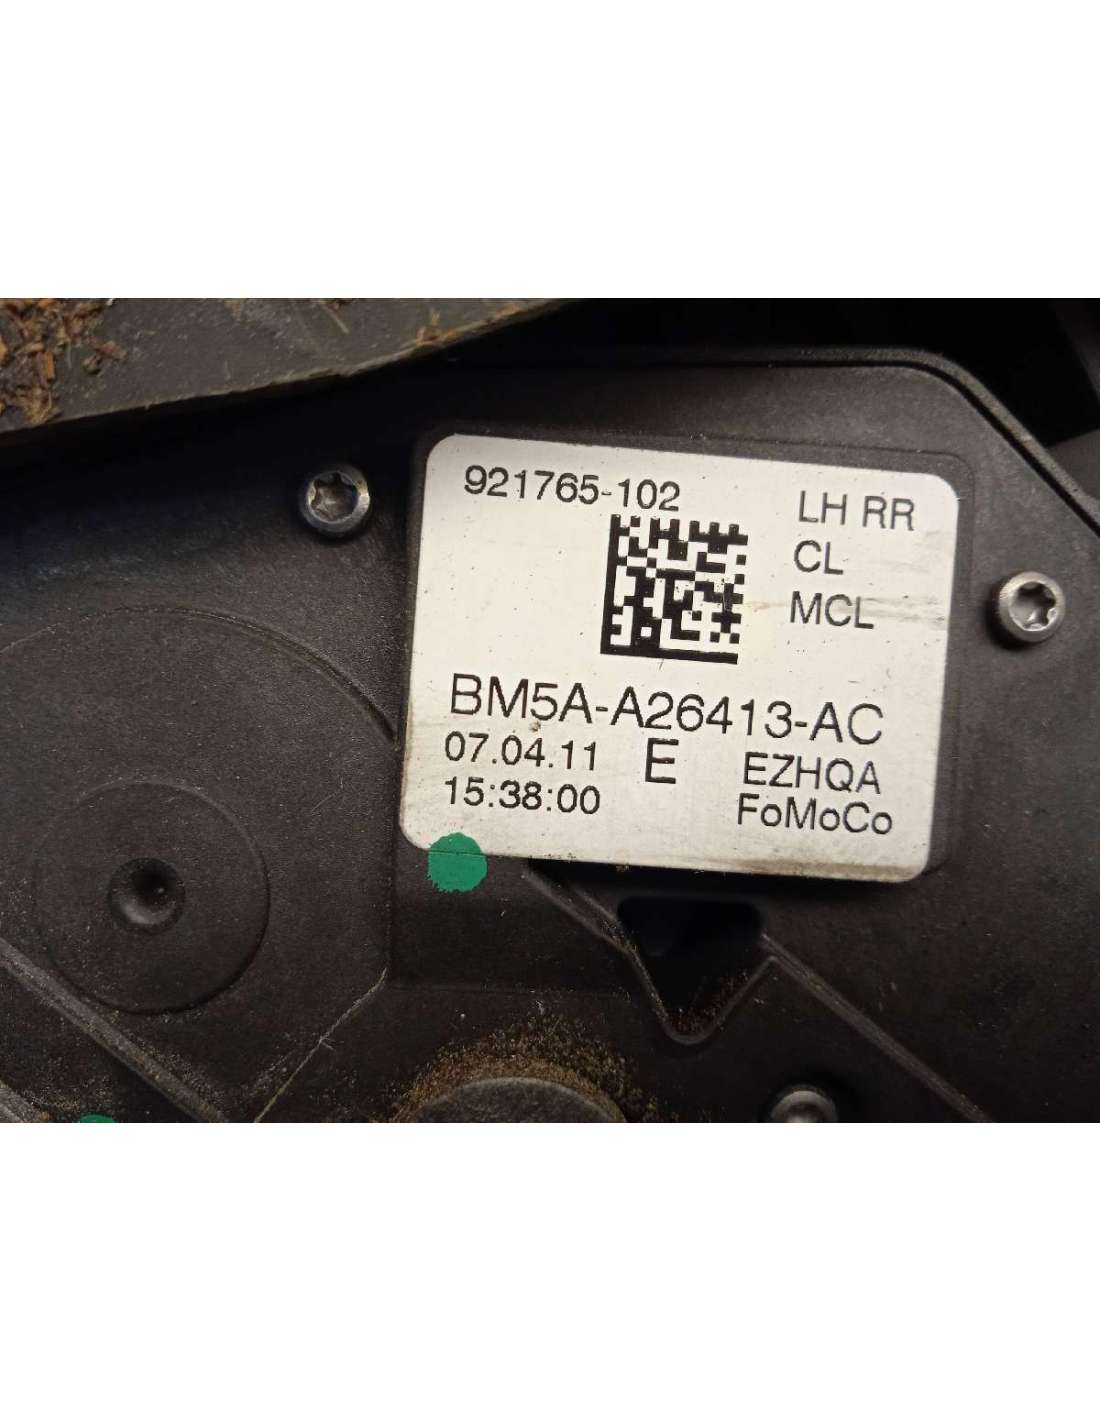 921765-102
LH RR
CL
MCL
BM5A-A26413-AC
07.04.11 E EZHQA
15:38:00 FoMoCo